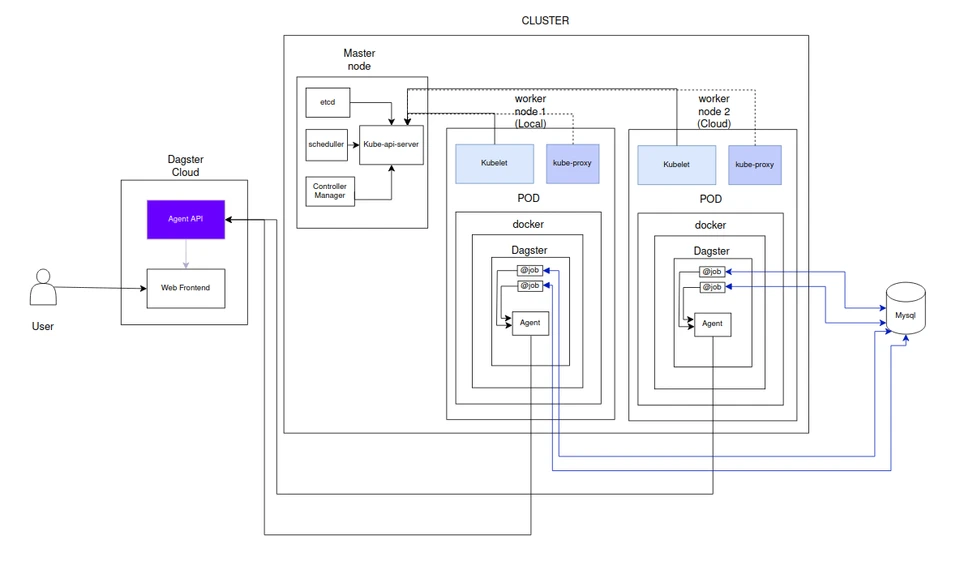 CLUSTER
Master
node
etcd
scheduller
Kube-api-server
Controller
Manager
worker
node 1
(Local)
Kubelet
kube-proxy
POD
docker
Dagster
@job
@job
Agent
worker
node 2
(Cloud)
Kubelet
kube-proxy
POD
docker
Dagster
@job
@job
Agent
Dagster
Cloud
Agent API
Web Frontend
User
Mysql